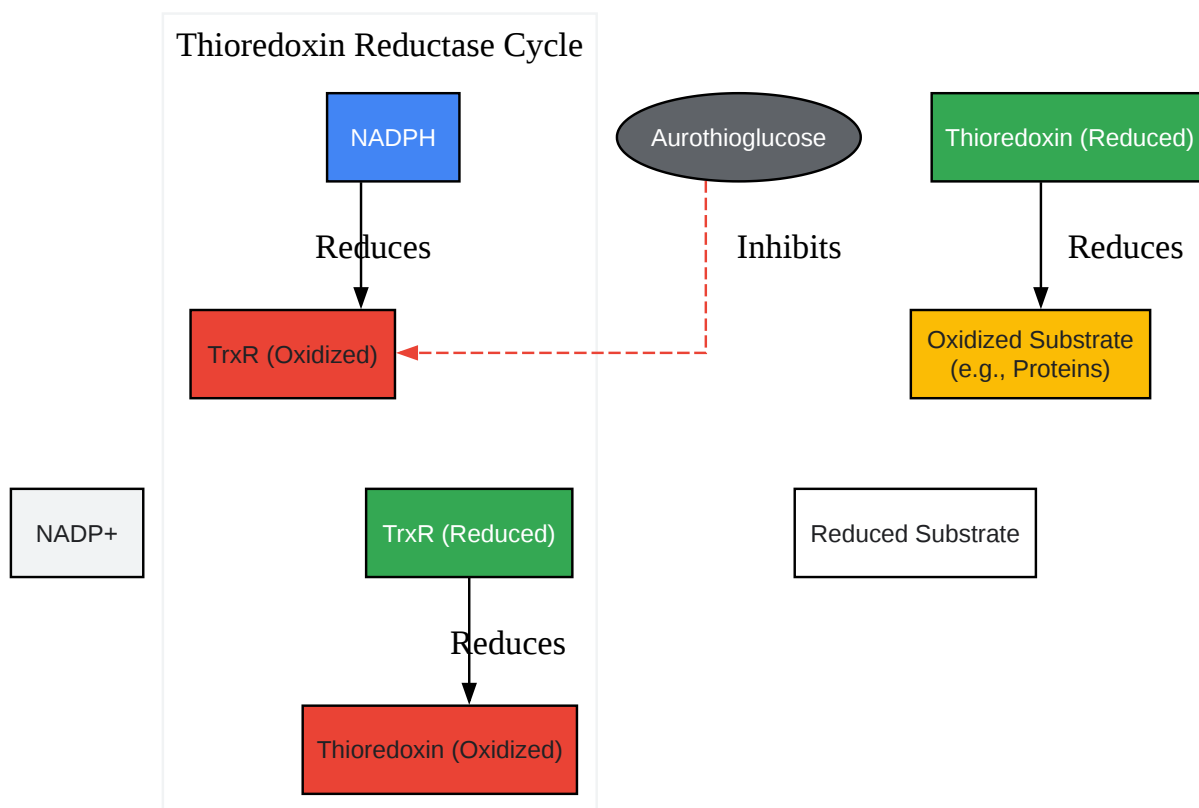 Thioredoxin Reductase Cycle
NADPH
Aurothioglucose
Thioredoxin (Reduced)
Reduces
Inhibits
Reduces
TrxR (Oxidized)
Oxidized Substrate
(e.g., Proteins)
NADP+
TrxR (Reduced)
Reduced Substrate
Reduces
Thioredoxin (Oxidized)